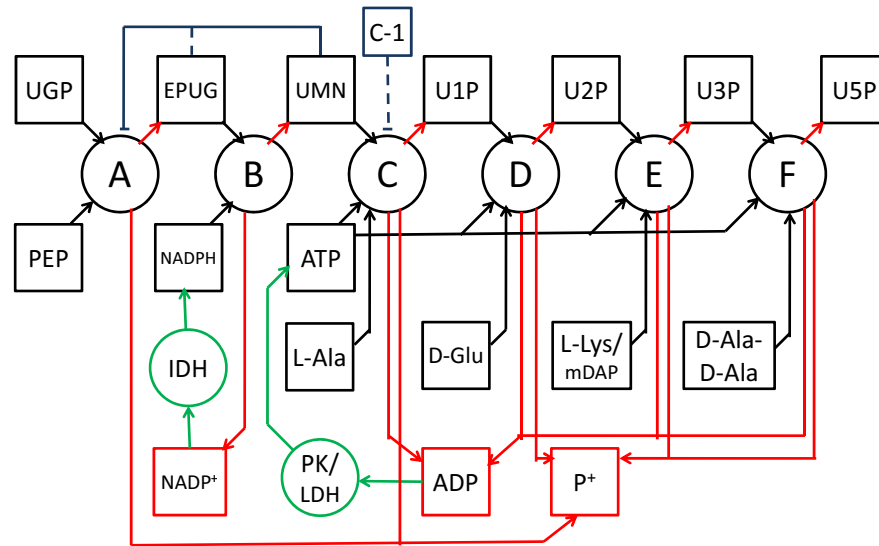 C-1
UGP
EPUG
UMN
U1P
U2P
U3P
U5P
A
B
C
D
E
F
PEP
NADPH
ATP
L-Ala
D-Glu
L-Lys/
mDAP
D-Ala-
D-Ala
IDH
NADP⁺
PK/
LDH
ADP
P⁺